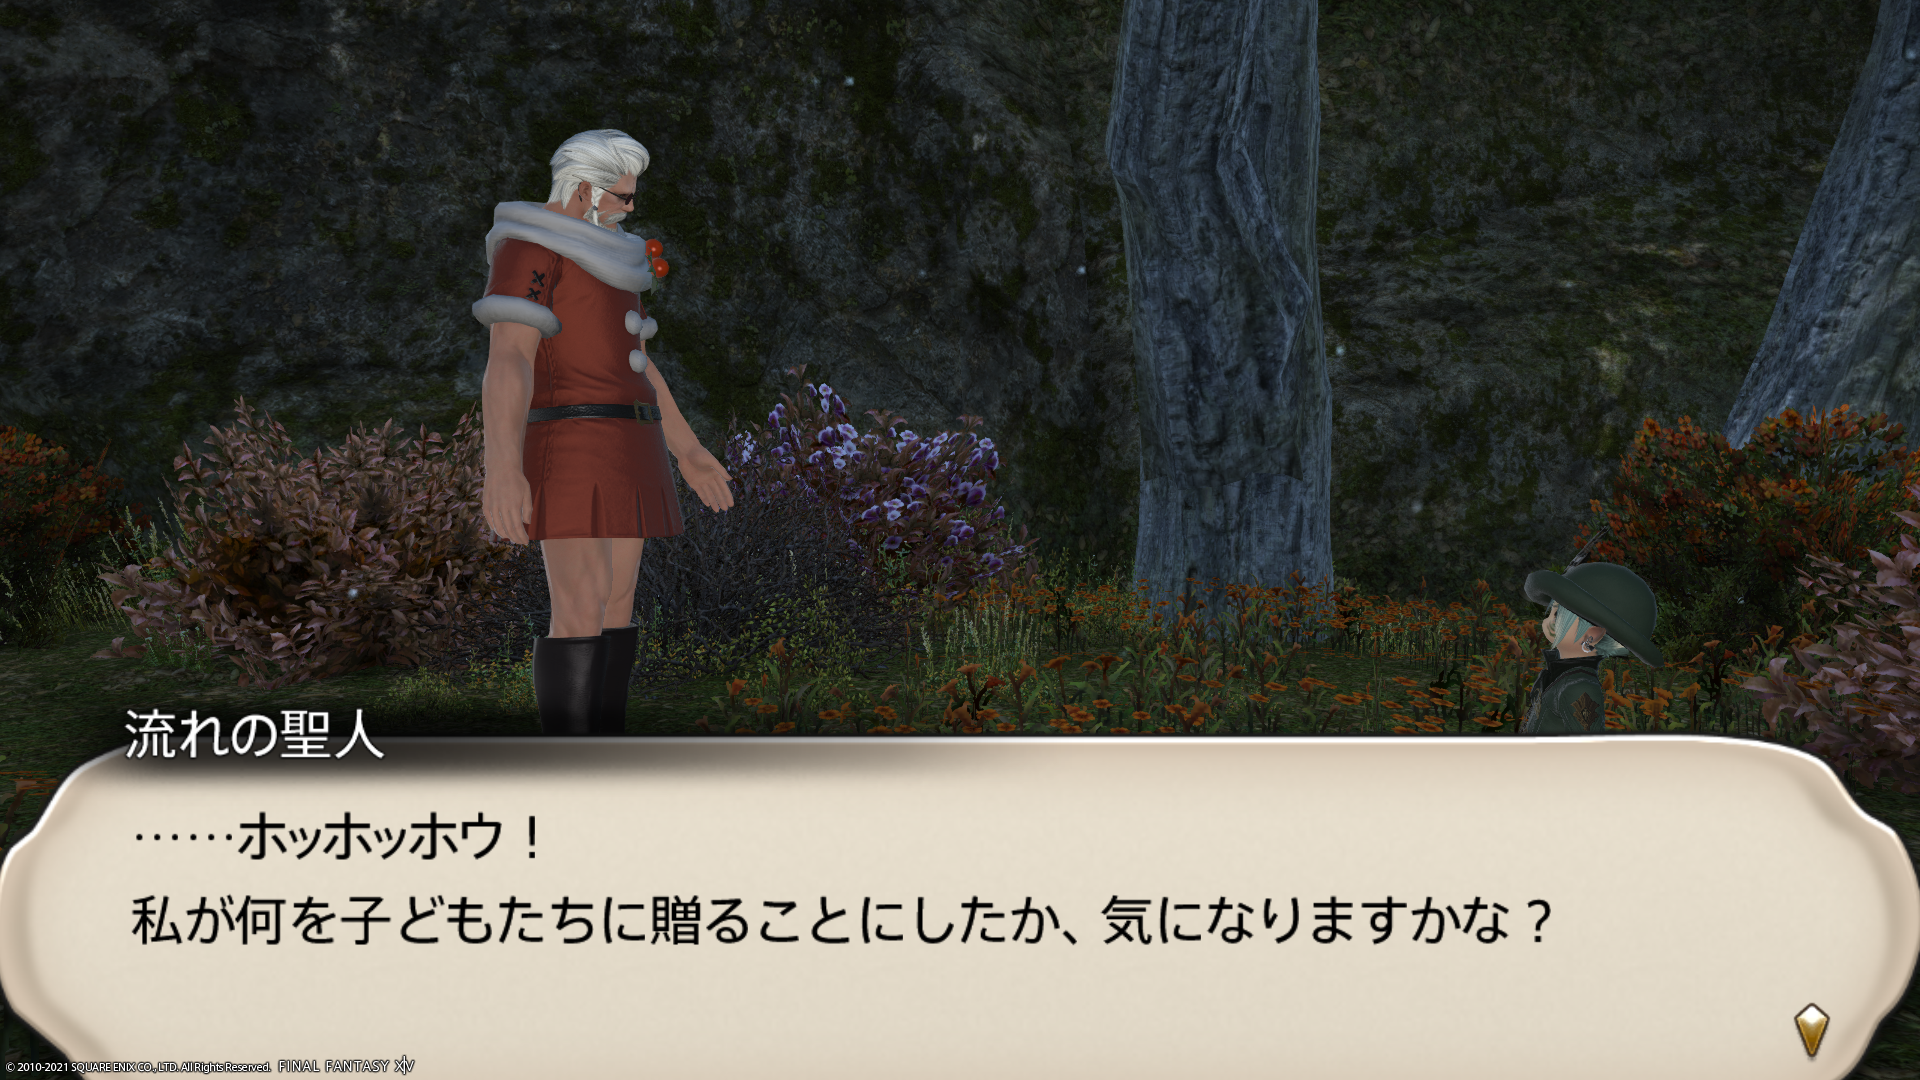 流れの聖人
……ホッホッホウ！
私が何を子どもたちに贈ることにしたか、気になりますかな？
© 2010-2021 SQUARE ENIX CO., LTD. All Rights Reserved. FINAL FANTASY XIV